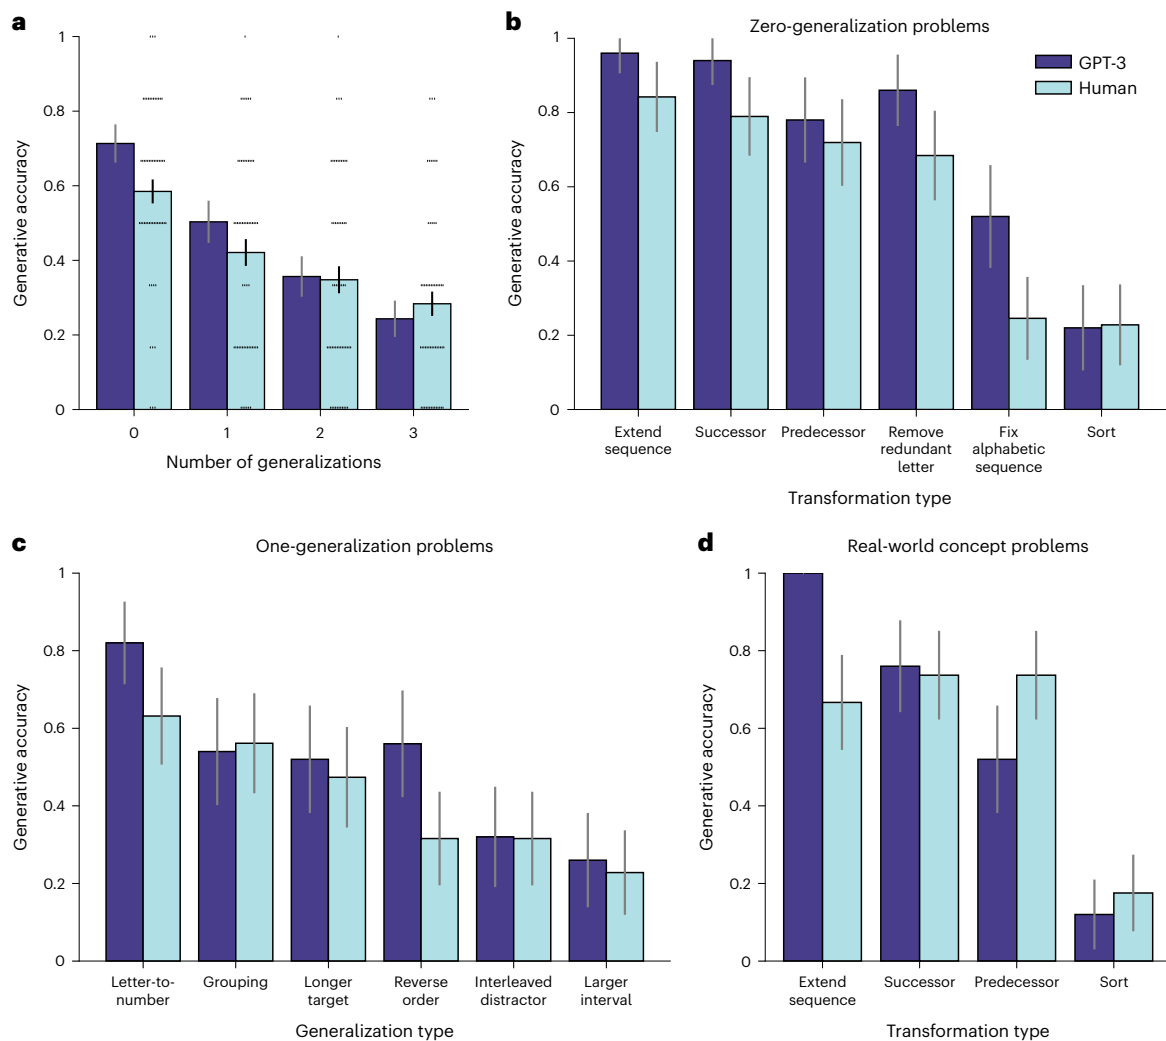 a
1
0.8
0.6
0.4
0.2
0
Generative accuracy
0
1
2
3
Number of generalizations
b
Zero-generalization problems
GPT-3
Human
1
0.8
0.6
0.4
0.2
0
Generative accuracy
Extend
sequence
Successor
Predecessor
Remove
redundant
letter
Fix
alphabetic
sequence
Sort
Transformation type
c
One-generalization problems
1
0.8
0.6
0.4
0.2
0
Generative accuracy
Letter-to-
number
Grouping
Longer
target
Reverse
order
Interleaved
distractor
Larger
interval
Generalization type
d
Real-world concept problems
1
0.8
0.6
0.4
0.2
0
Generative accuracy
Extend
sequence
Successor
Predecessor
Sort
Transformation type